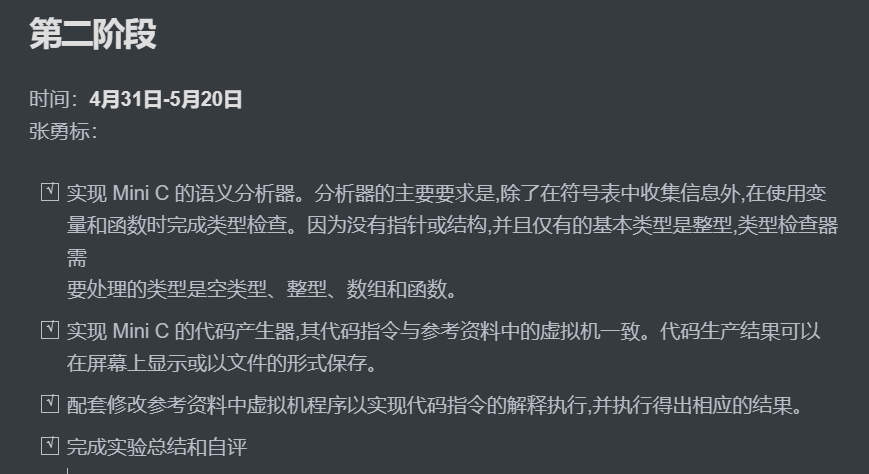 第二阶段
时间：4月31日-5月20日
张勇标：
实现 Mini C 的语义分析器。分析器的主要要求是,除了在符号表中收集信息外,在使用变
量和函数时完成类型检查。因为没有指针或结构,并且仅有的基本类型是整型,类型检查器
需
要处理的类型是空类型、整型、数组和函数。
实现 Mini C 的代码产生器,其代码指令与参考资料中的虚拟机一致。代码生产结果可以
在屏幕上显示或以文件的形式保存。
配套修改参考资料中虚拟机程序以实现代码指令的解释执行,并执行得出相应的结果。
完成实验总结和自评